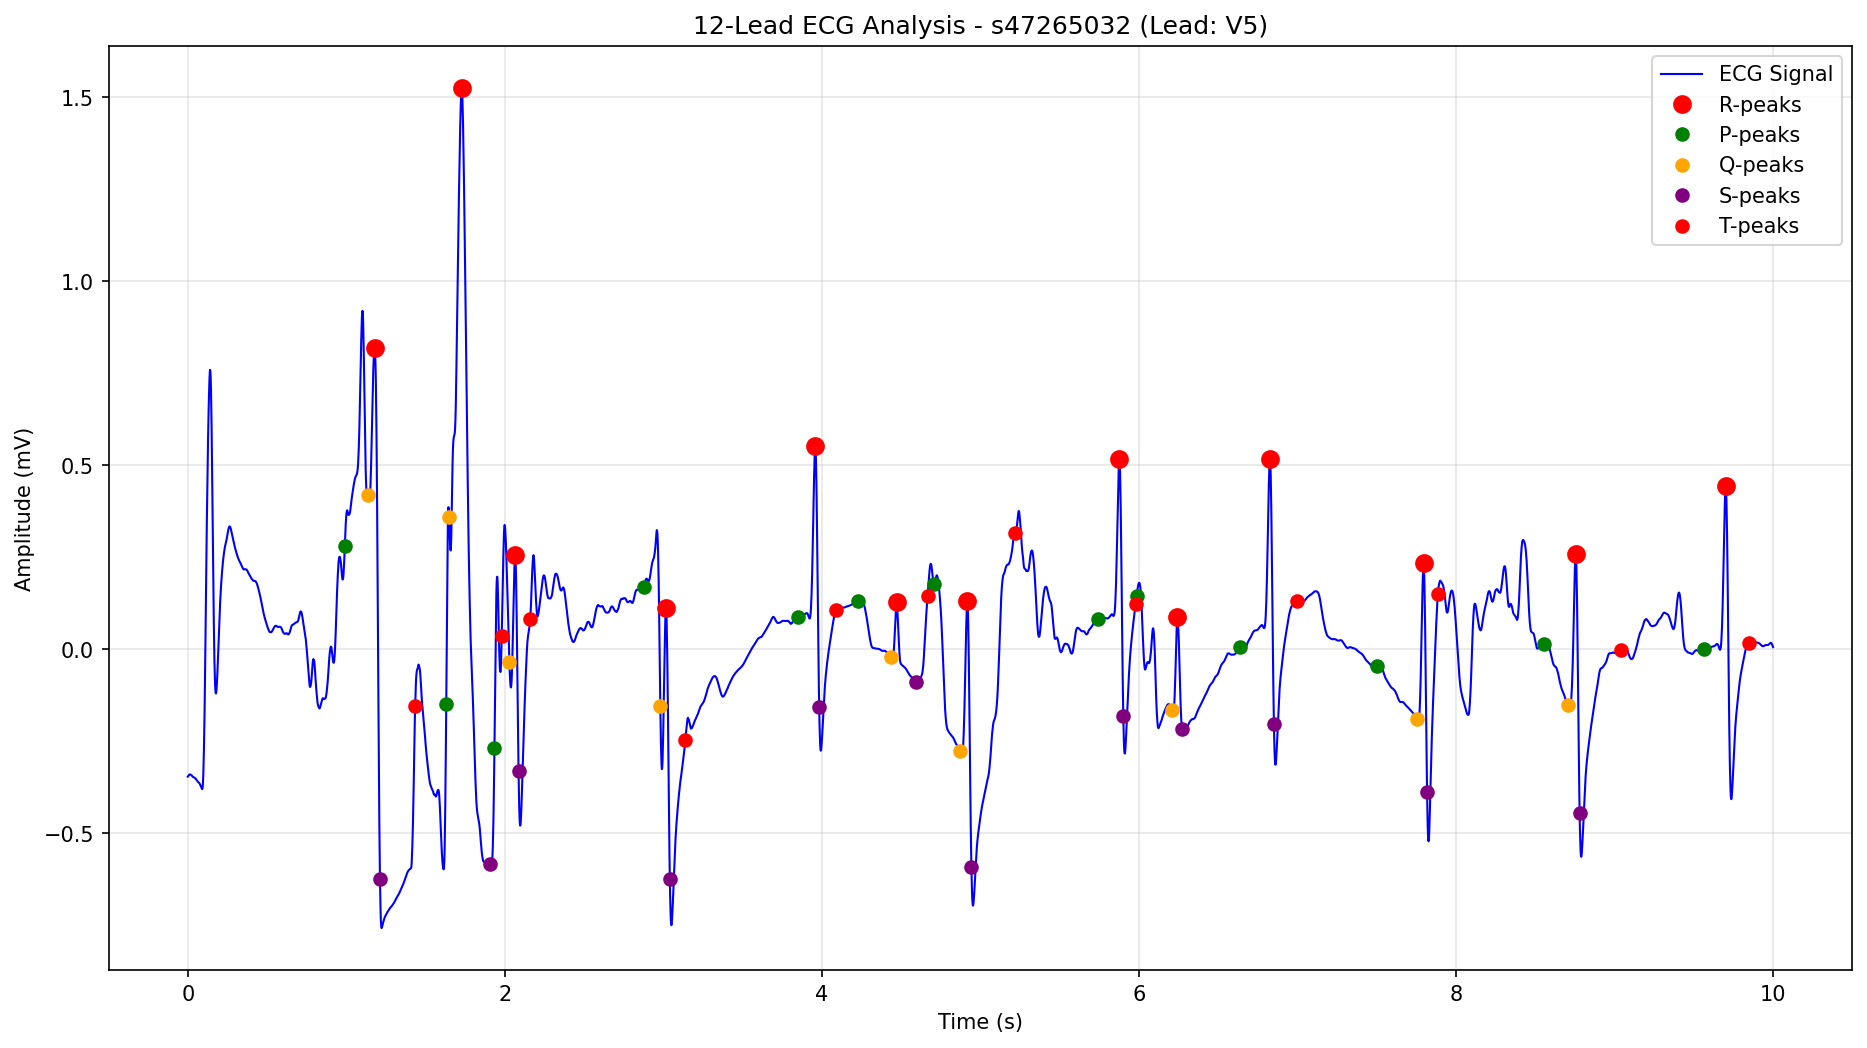 12-Lead ECG Analysis - s47265032 (Lead: V5)
ECG Signal
R-peaks
P-peaks
Q-peaks
S-peaks
T-peaks
Amplitude (mV)
1.5
1.0
0.5
0.0
−0.5
0 2 4 6 8 10
Time (s)